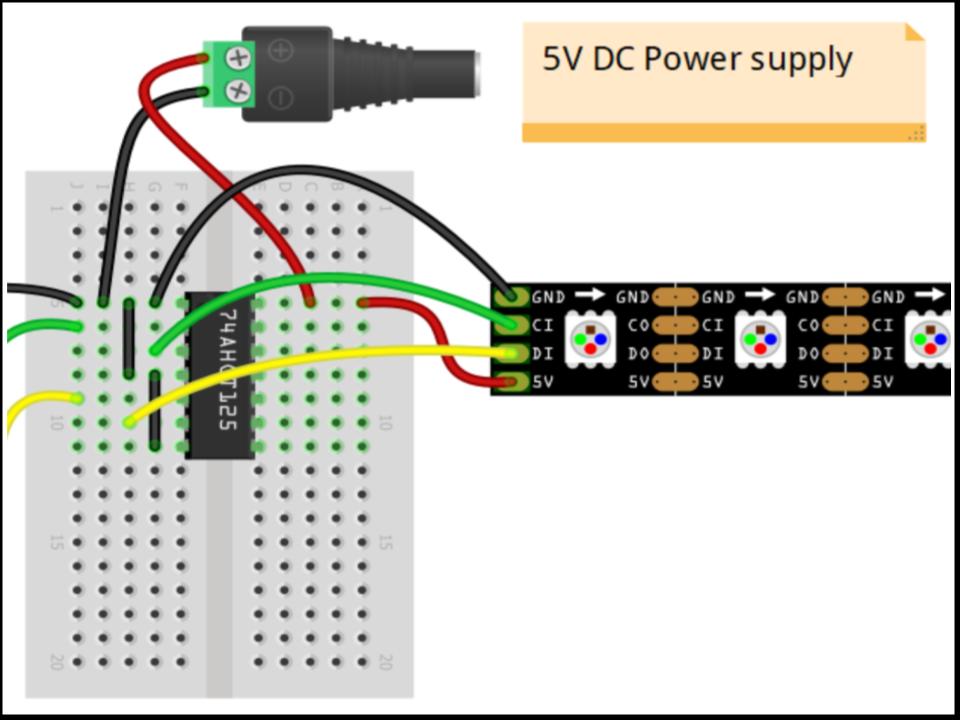 5V DC Power supply
J I H G F E D C B
1 1
5
GND GND GND GND GND
CI CO CI CO CI
DI DO DI DO DI
5V 5V 5V 5V 5V
74AHCT125
10 10
15 15
20 20